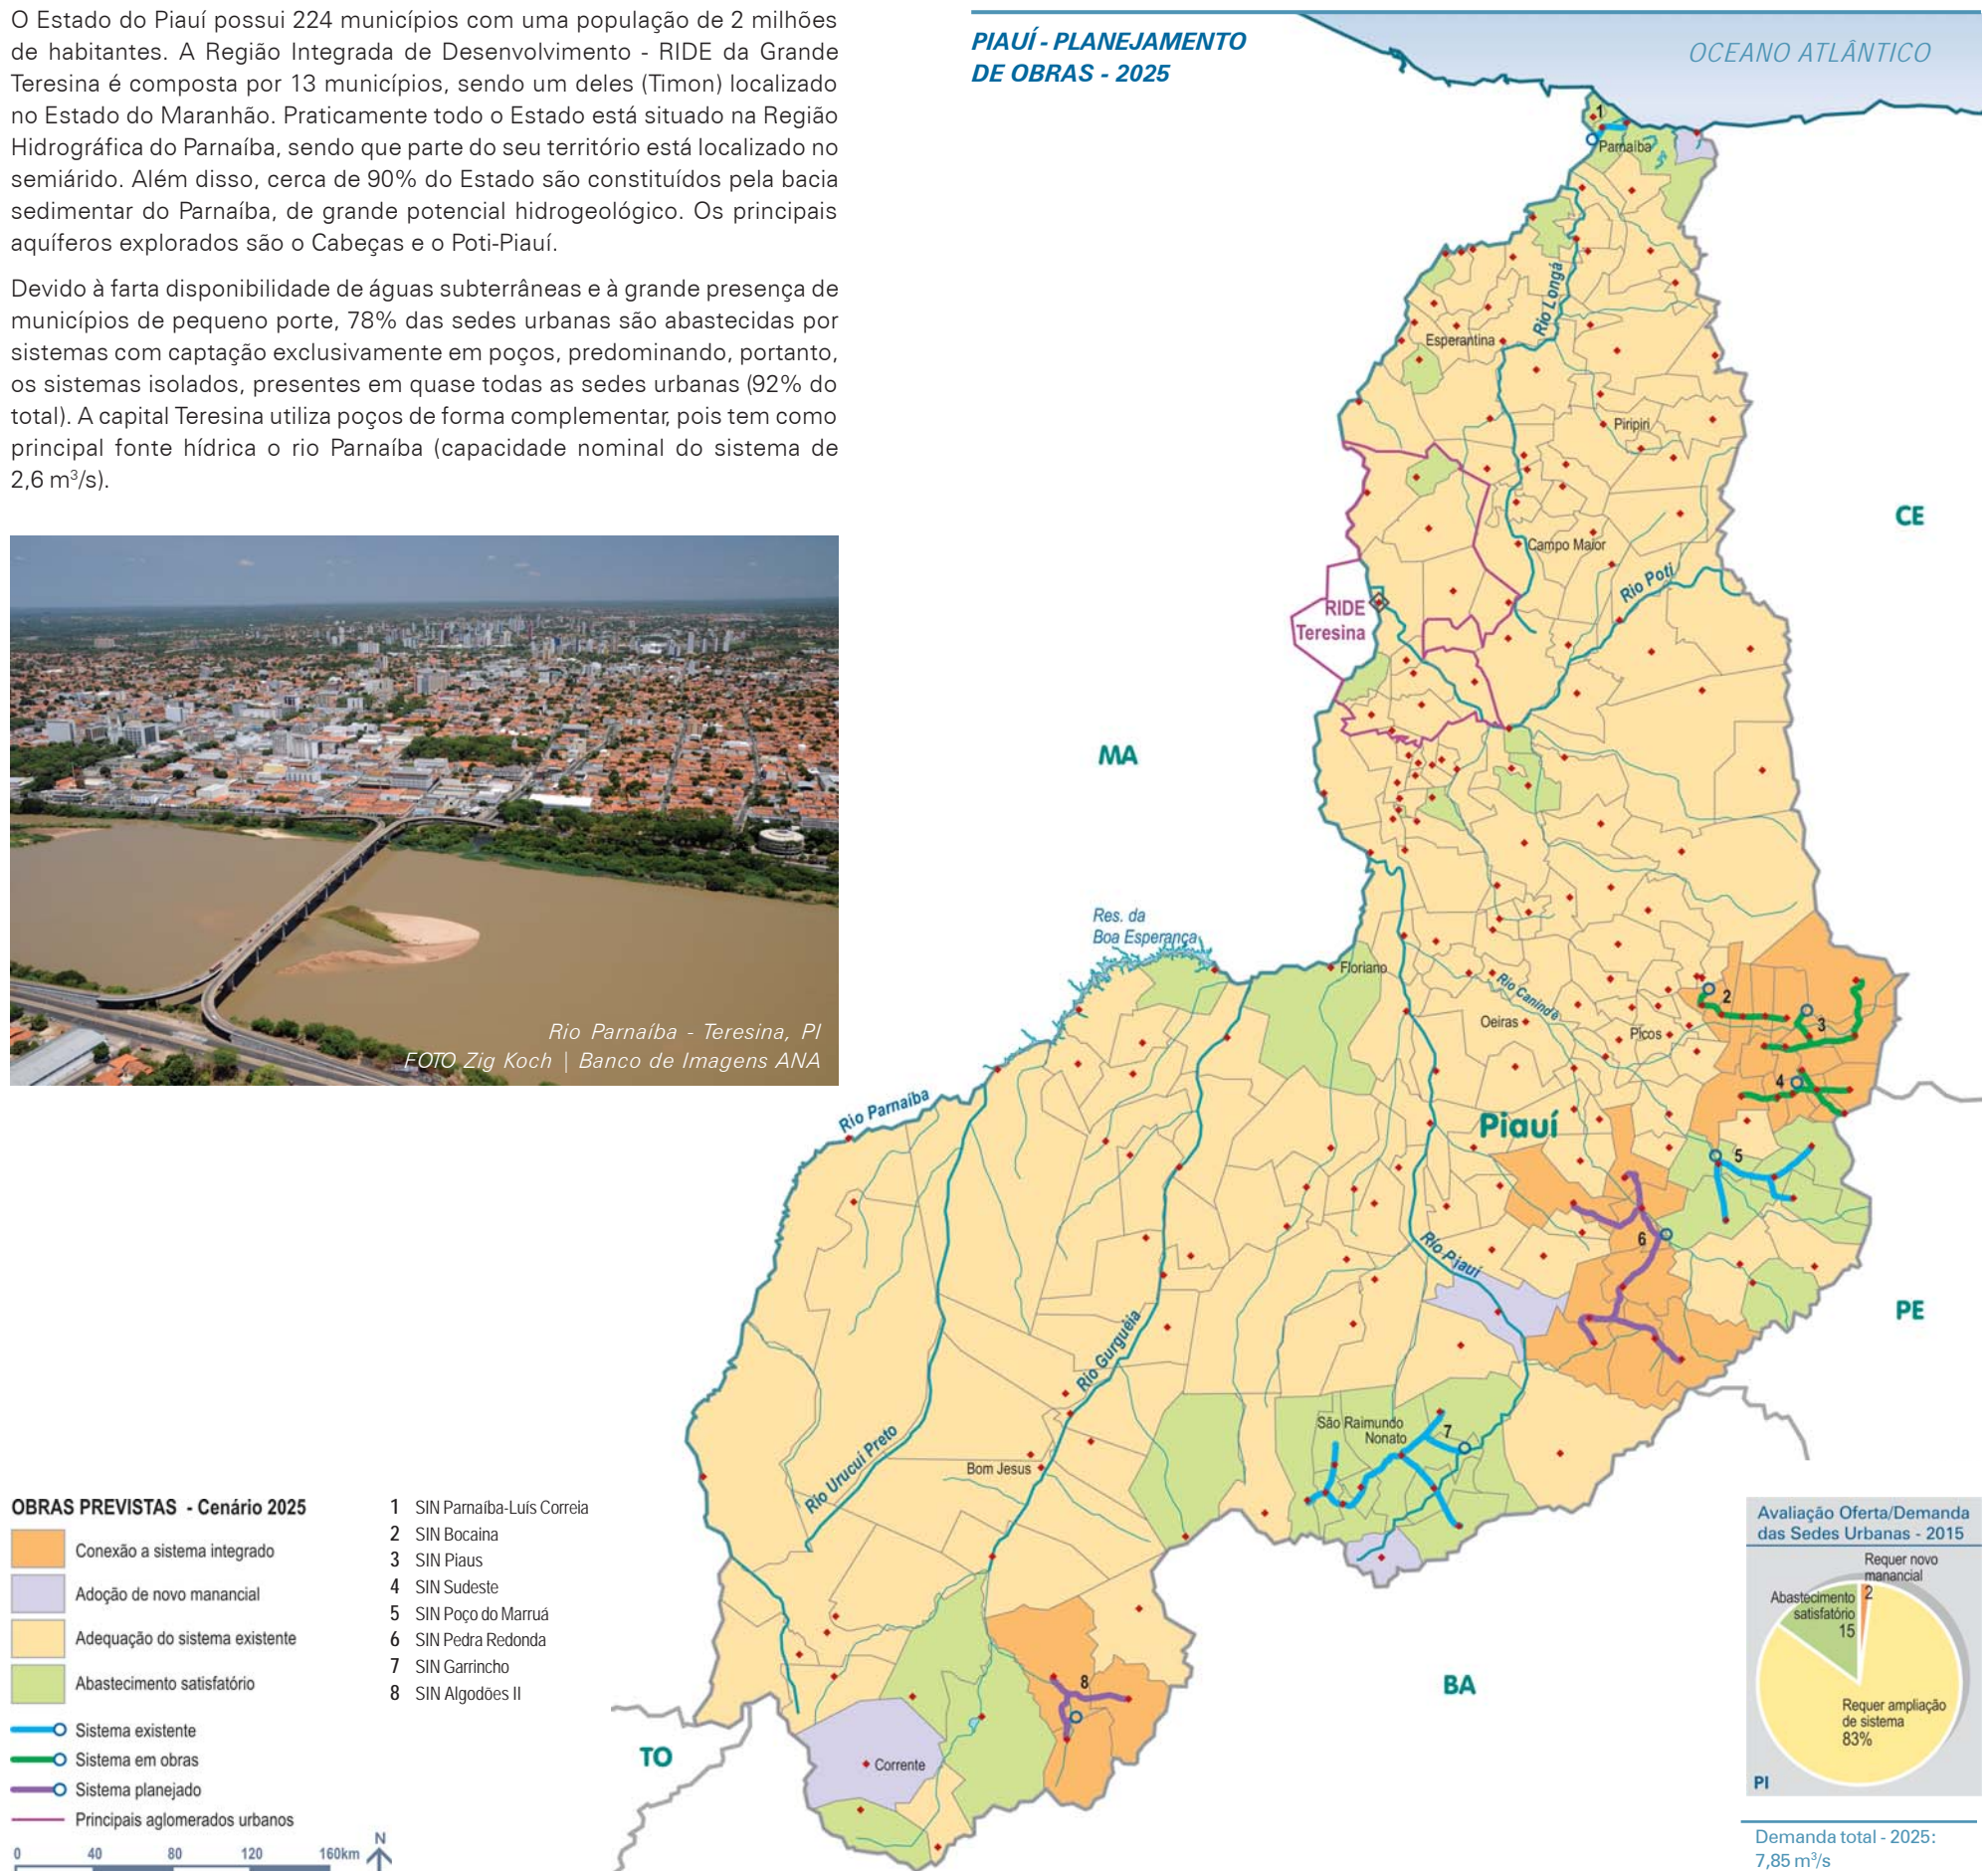 O Estado do Piauí possui 224 municípios com uma população de 2 milhões
de habitantes. A Região Integrada de Desenvolvimento - RIDE da Grande
Teresina é composta por 13 municípios, sendo um deles (Timon) localizado
no Estado do Maranhão. Praticamente todo o Estado está situado na Região
Hidrográfica do Parnaíba, sendo que parte do seu território está localizado no
semiárido. Além disso, cerca de 90% do Estado são constituídos pela bacia
sedimentar do Parnaíba, de grande potencial hidrogeológico. Os principais
aquíferos explorados são o Cabeças e o Poti-Piauí.
Devido à farta disponibilidade de águas subterrâneas e à grande presença de
municípios de pequeno porte, 78% das sedes urbanas são abastecidas por
sistemas com captação exclusivamente em poços, predominando, portanto,
os sistemas isolados, presentes em quase todas as sedes urbanas (92% do
total). A capital Teresina utiliza poços de forma complementar, pois tem como
principal fonte hídrica o rio Parnaíba (capacidade nominal do sistema de
2,6 m³/s).
Rio Parnaíba - Teresina, PI
FOTO Zig Koch | Banco de Imagens ANA
PIAUÍ - PLANEJAMENTO
DE OBRAS - 2025
OCEANO ATLÂNTICO
1
Parnaíba
Rio Longá
Esperantina
Piripiri
CE
Campo Maior
Rio Poti
RIDE
Teresina
MA
Res. da
Boa Esperança
Floriano
Rio Canindé
2
Oeiras
Picos
3
4
Rio Parnaíba
Piauí
5
6
Rio Piauí
PE
Rio Gurguéia
São Raimundo
Nonato
7
Rio Urucui Preto
Bom Jesus
8
BA
TO
Corrente
OBRAS PREVISTAS - Cenário 2025
Conexão a sistema integrado
Adoção de novo manancial
Adequação do sistema existente
Abastecimento satisfatório
Sistema existente
Sistema em obras
Sistema planejado
Principais aglomerados urbanos
0 40 80 120 160km
N
1 SIN Parnaíba-Luís Correia
2 SIN Bocaina
3 SIN Piaus
4 SIN Sudeste
5 SIN Poço do Marruá
6 SIN Pedra Redonda
7 SIN Garrincho
8 SIN Algodões II
Avaliação Oferta/Demanda
das Sedes Urbanas - 2015
Requer novo
manancial
2
Abastecimento
satisfatório
15
Requer ampliação
de sistema
83%
PI
Demanda total - 2025:
7,85 m³/s